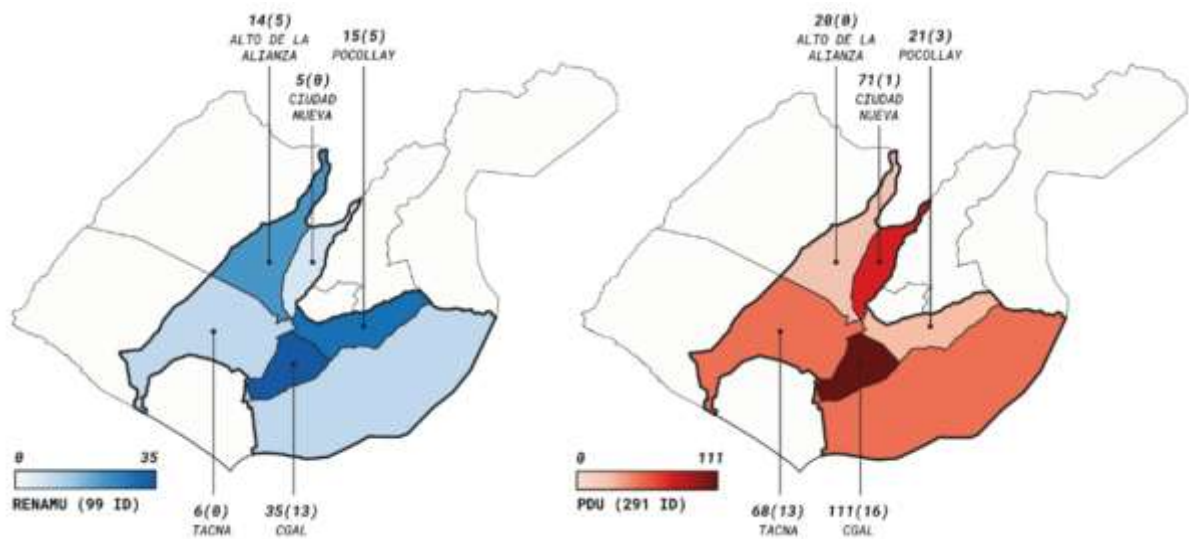 14(5)
ALTO DE LA
ALIANZA
15(5)
POCOLLAY
5(0)
CIUDAD
NUEVA
0 35
RENAMU (99 ID)
6(0)
TACNA
35(13)
CGAL
20(0)
ALTO DE LA
ALIANZA
21(3)
POCOLLAY
71(1)
CIUDAD
NUEVA
0 111
PDU (291 ID)
68(13)
TACNA
111(16)
CGAL